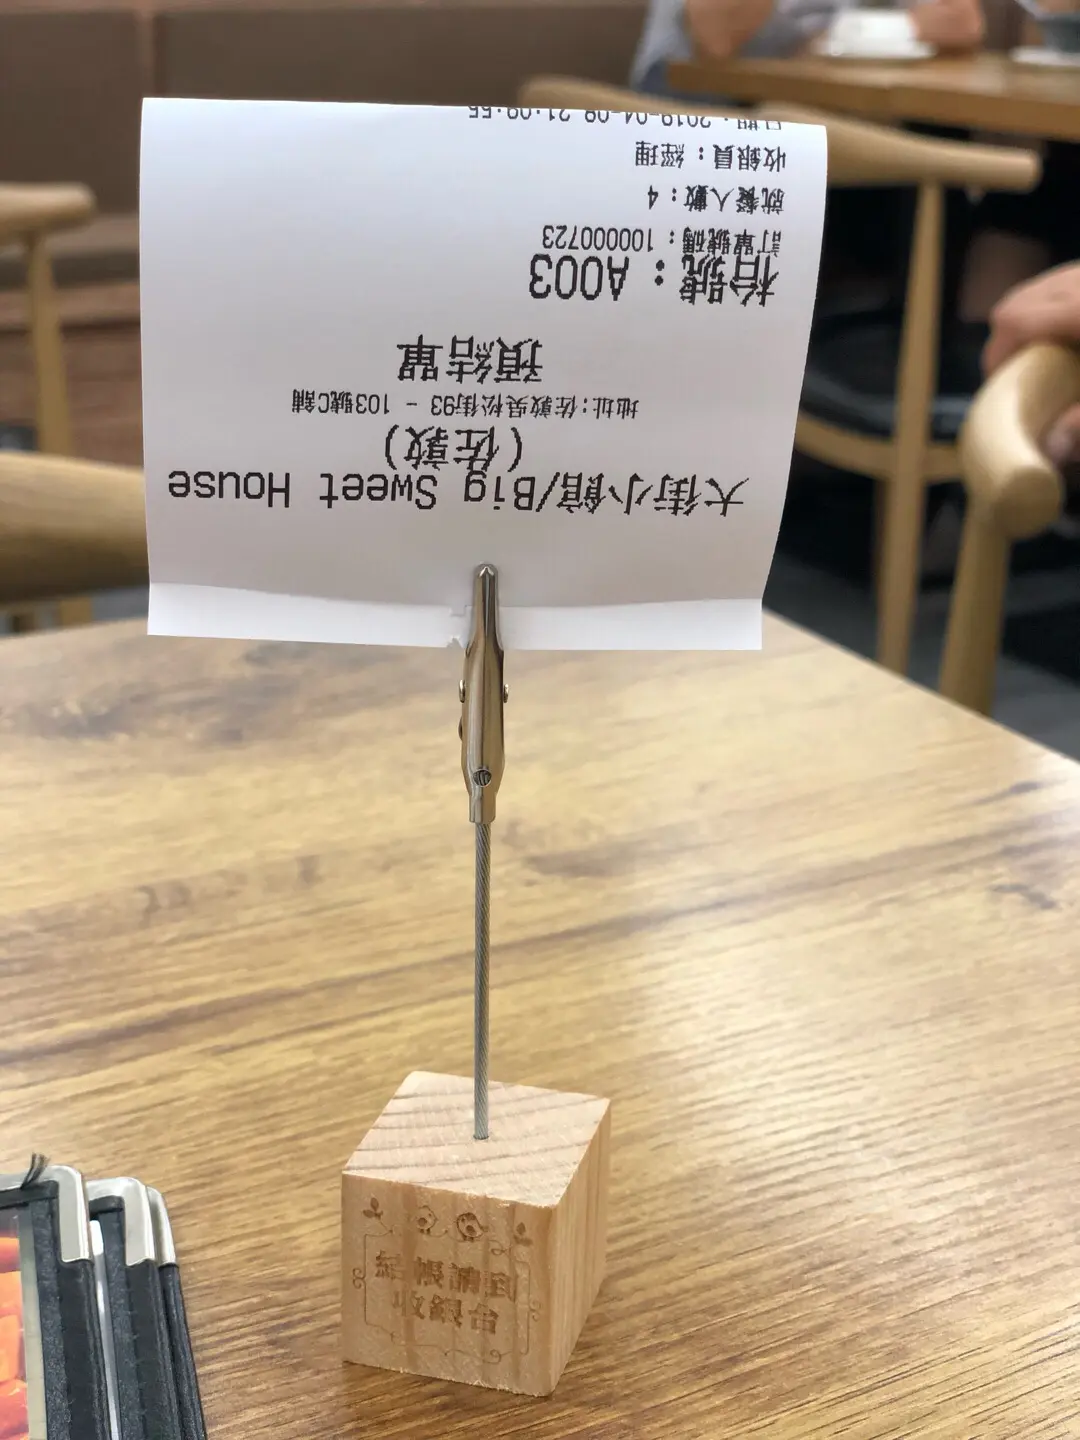 大街小館/Big Sweet House
(佐敦)
地址:佐敦吳松街93 - 103號C舖
預結單
枱號: A003
訂單號碼: 10000723
就餐人數: 4
收銀員: 經理
日期: 2019-04-08 21:09:55
結帳請到
收銀台